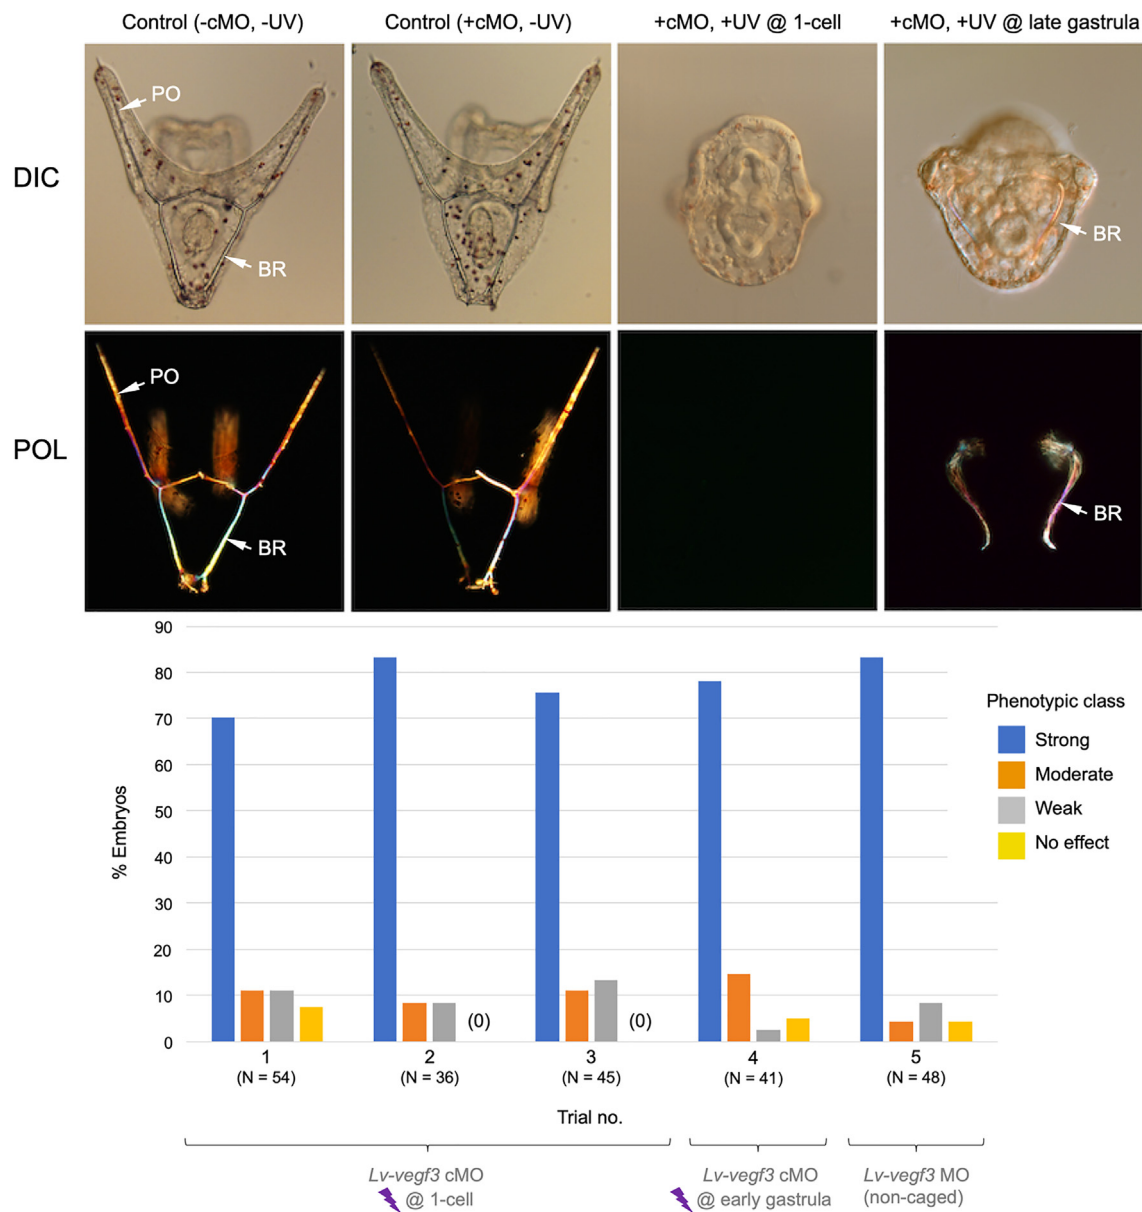 Control (-cMO, -UV)
Control (+cMO, -UV)
+cMO, +UV @ 1-cell
+cMO, +UV @ late gastrula
DIC
PO
BR
BR
POL
PO
BR
BR
90
80
70
60
50
40
30
20
10
0
% Embryos
(0)
(0)
Phenotypic class
Strong
Moderate
Weak
No effect
1
2
3
4
5
(N = 54)
(N = 36)
(N = 45)
(N = 41)
(N = 48)
Trial no.
Lv-vegf3 cMO
@ 1-cell
Lv-vegf3 cMO
@ early gastrula
Lv-vegf3 MO
(non-caged)